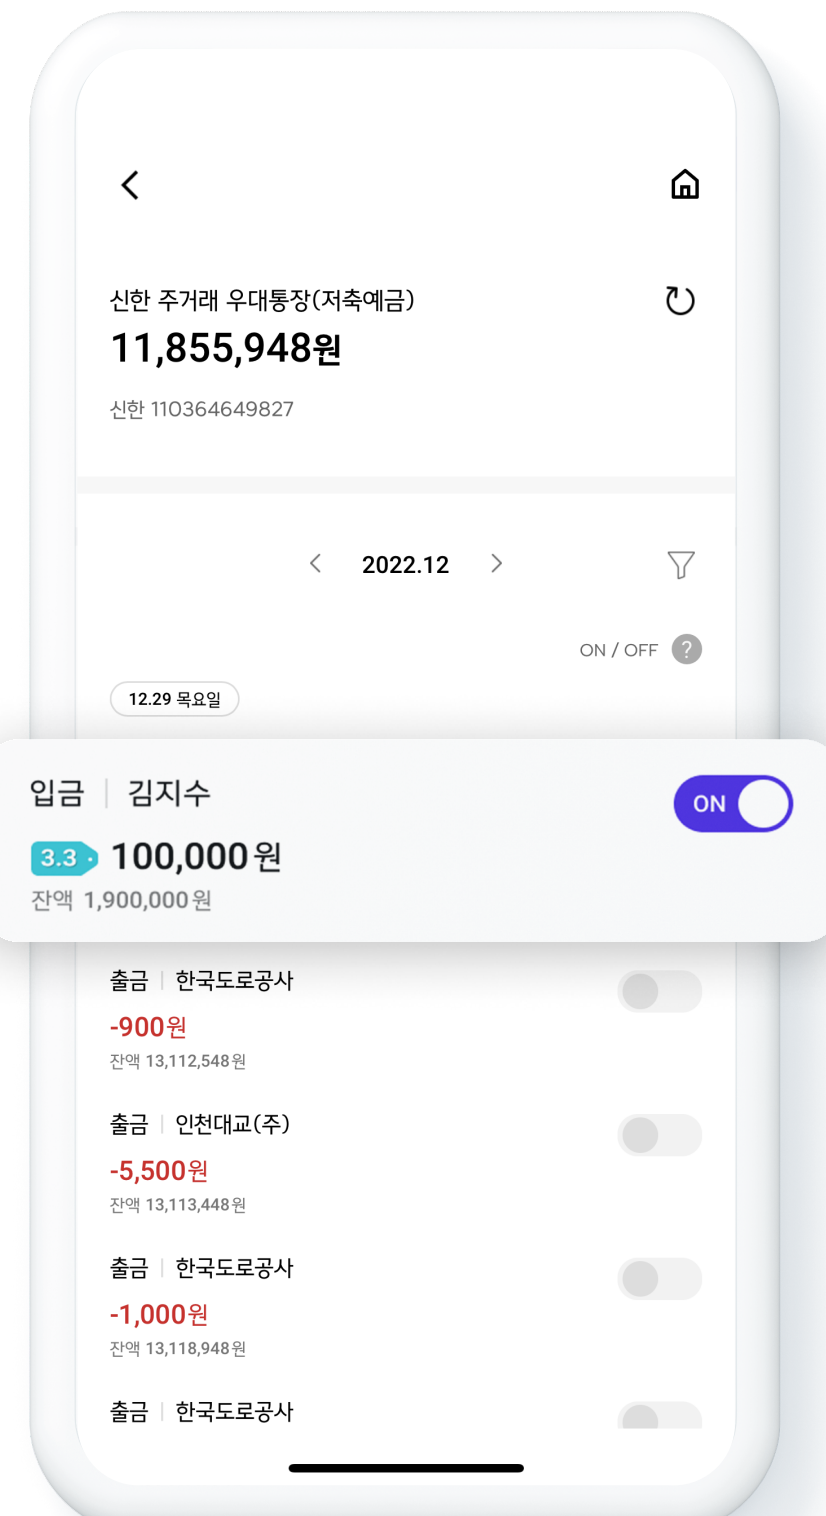 신한 주거래 우대통장(저축예금)
11,855,948원
신한 110364649827
2022.12
ON / OFF ?
12.29 목요일
입금 | 김지수
ON
3.3 100,000원
잔액 1,900,000원
출금 | 한국도로공사
-900원
잔액 13,112,548원
출금 | 인천대교(주)
-5,500원
잔액 13,113,448원
출금 | 한국도로공사
-1,000원
잔액 13,118,948원
출금 | 한국도로공사